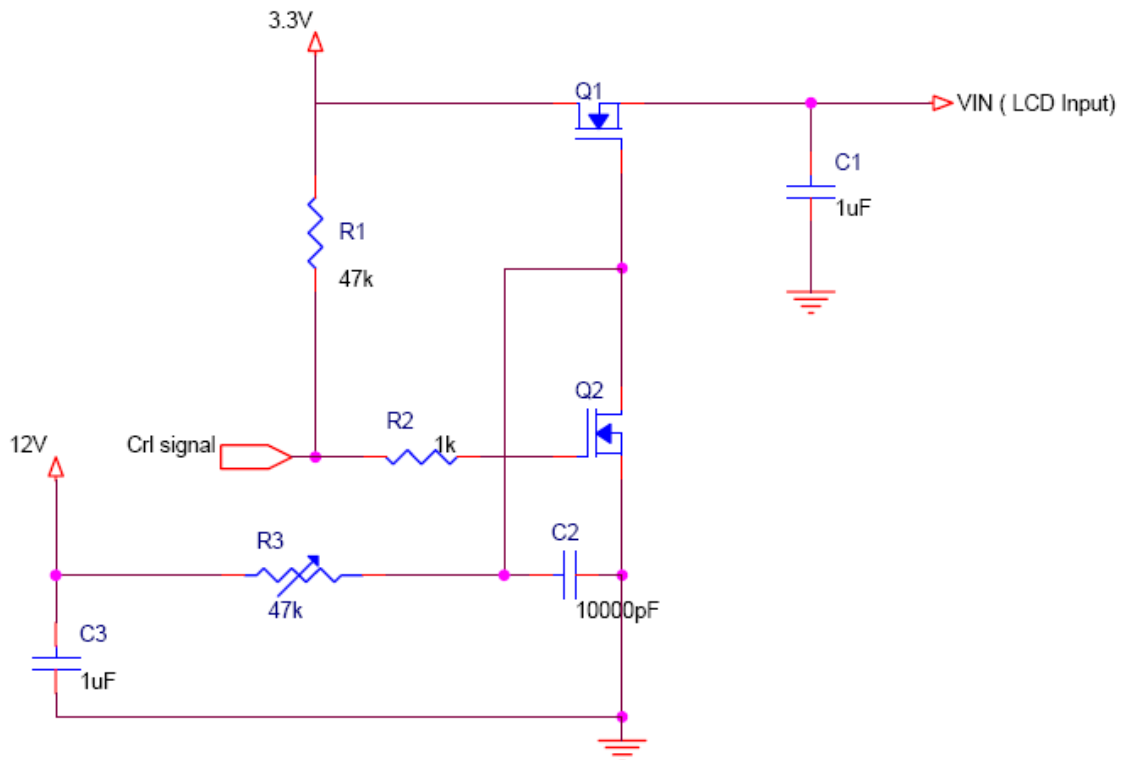 3.3V
Q1
VIN ( LCD Input)
C1
1uF
R1
47k
Q2
R2
1k
12V
Crl signal
C2
R3
10000pF
47k
C3
1uF